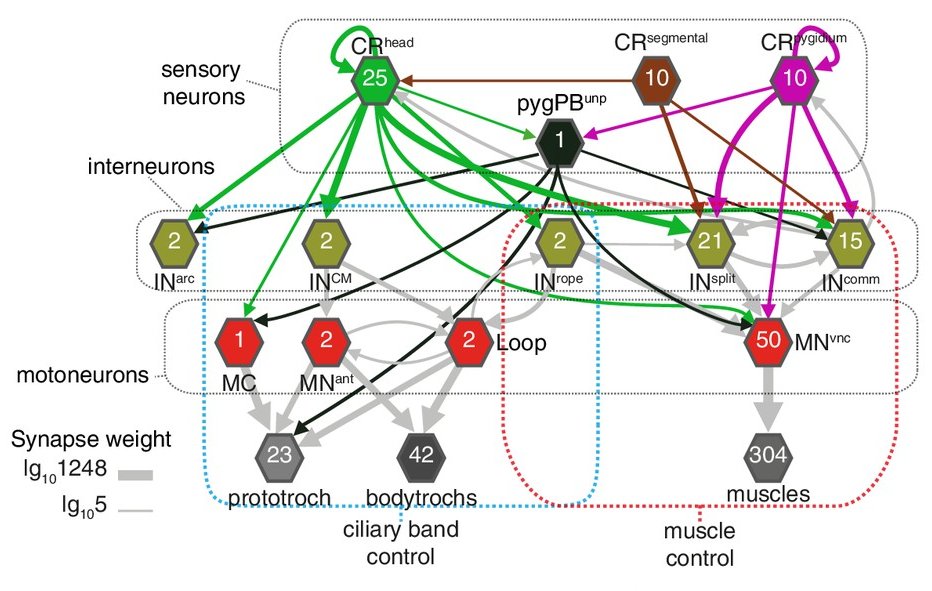 CRhead
CRsegmental
CRpygidium
sensory
neurons
25
10
10
pygPBunp
1
interneurons
2
2
2
21
15
INarc
INCM
INrope
INsplit
INcomm
1
2
2
Loop
50
MNvnc
motoneurons
MC
MNant
Synapse weight
lg101248
lg105
23
42
304
prototroch
bodytrochs
muscles
ciliary band
control
muscle
control